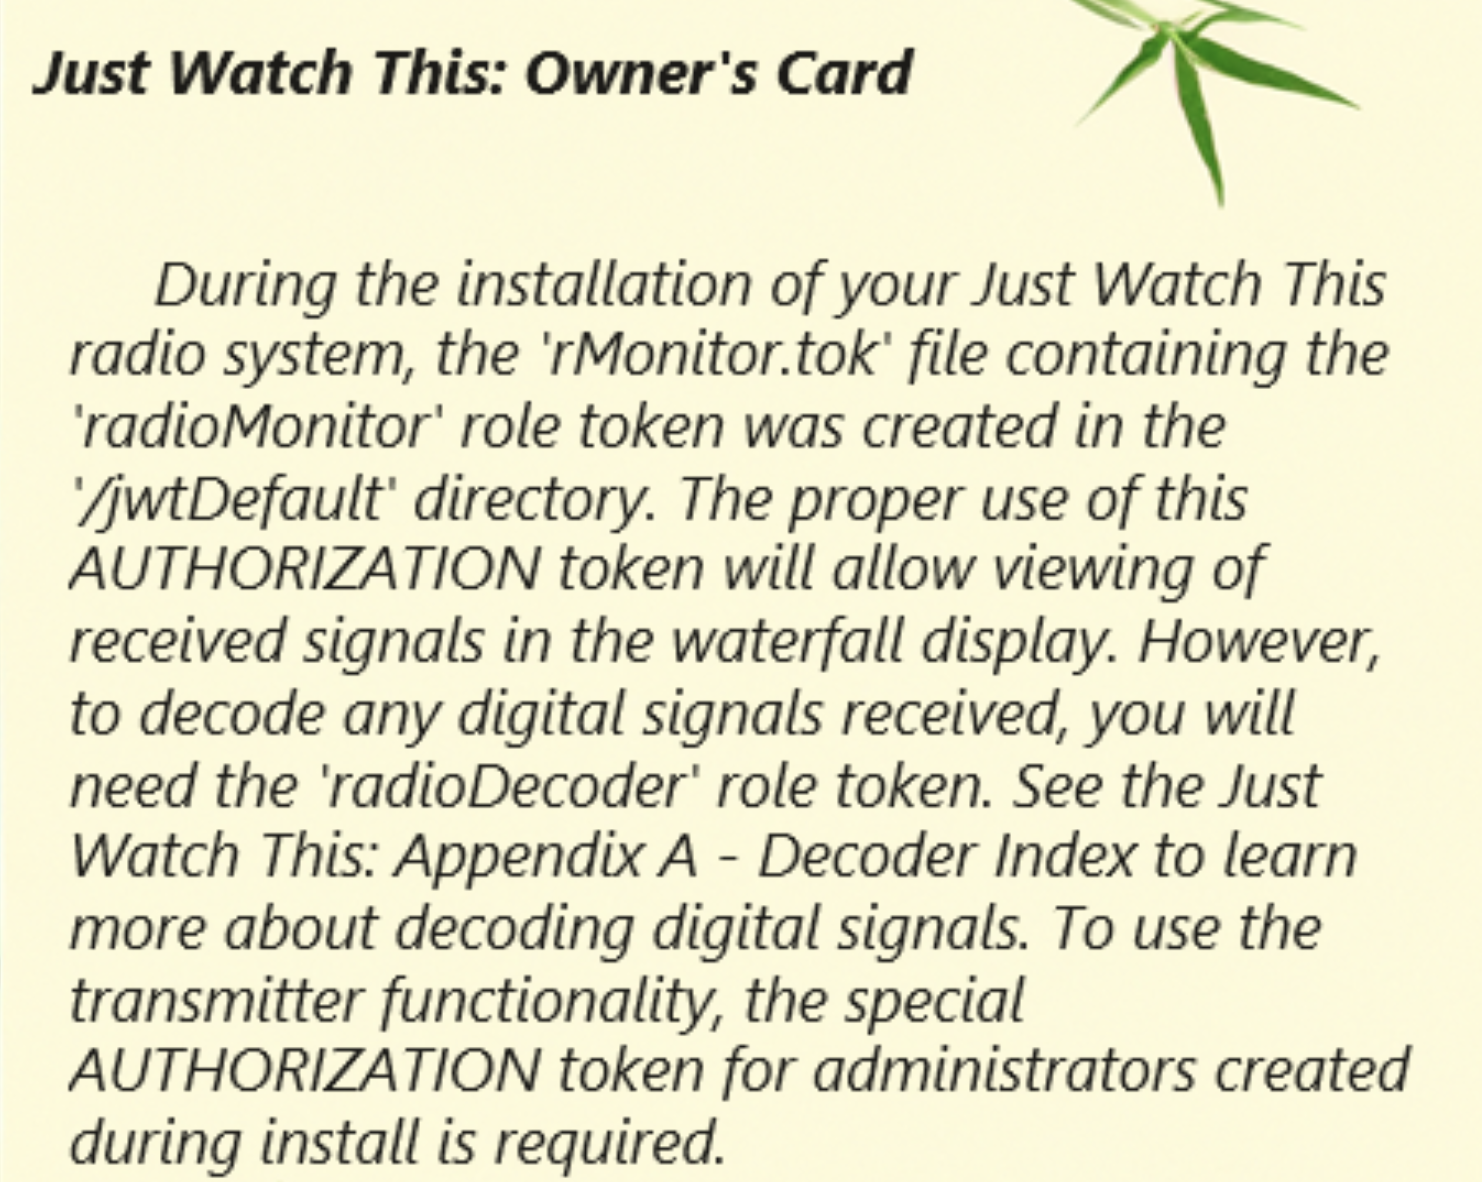 Just Watch This: Owner's Card
During the installation of your Just Watch This
radio system, the 'rMonitor.tok' file containing the
'radioMonitor' role token was created in the
'/jwtDefault' directory. The proper use of this
AUTHORIZATION token will allow viewing of
received signals in the waterfall display. However,
to decode any digital signals received, you will
need the 'radioDecoder' role token. See the Just
Watch This: Appendix A - Decoder Index to learn
more about decoding digital signals. To use the
transmitter functionality, the special
AUTHORIZATION token for administrators created
during install is required.